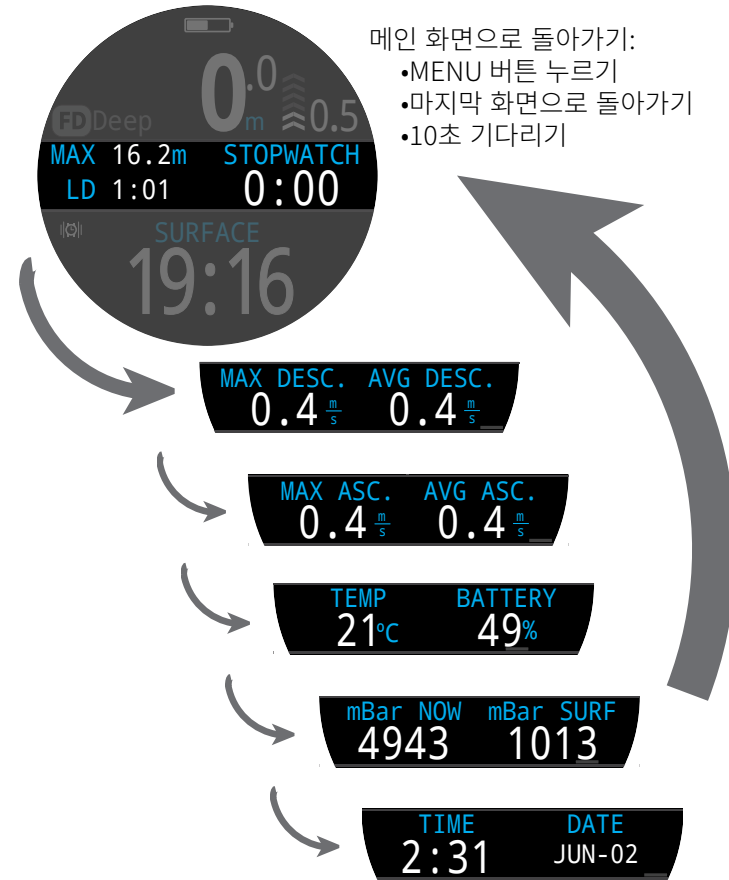 메인 화면으로 돌아가기:
•MENU 버튼 누르기
•마지막 화면으로 돌아가기
•10초 기다리기
0.0
m
0.5
FD Deep
MAX 16.2m STOPWATCH
LD 1:01 0:00
SURFACE
19:16
MAX DESC. AVG DESC.
0.4 m/s 0.4 m/s
MAX ASC. AVG ASC.
0.4 m/s 0.4 m/s
TEMP BATTERY
21°C 49%
mBar NOW mBar SURF
4943 1013
TIME DATE
2:31 JUN-02